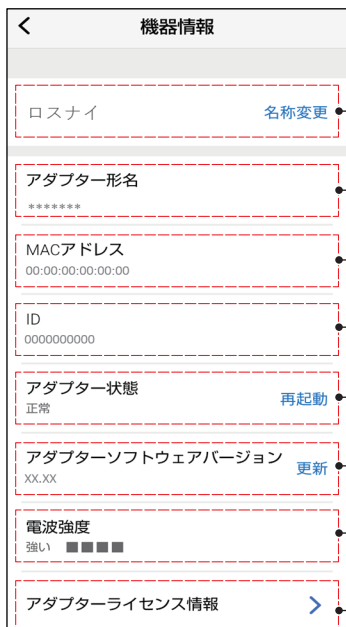 機器情報
ロスナイ 名称変更
アダプター形名
*******
MACアドレス
00:00:00:00:00:00
ID
0000000000
アダプター状態
正常 再起動
アダプターソフトウェアバージョン
XX.XX 更新
電波強度
強い ■■■■
アダプターライセンス情報